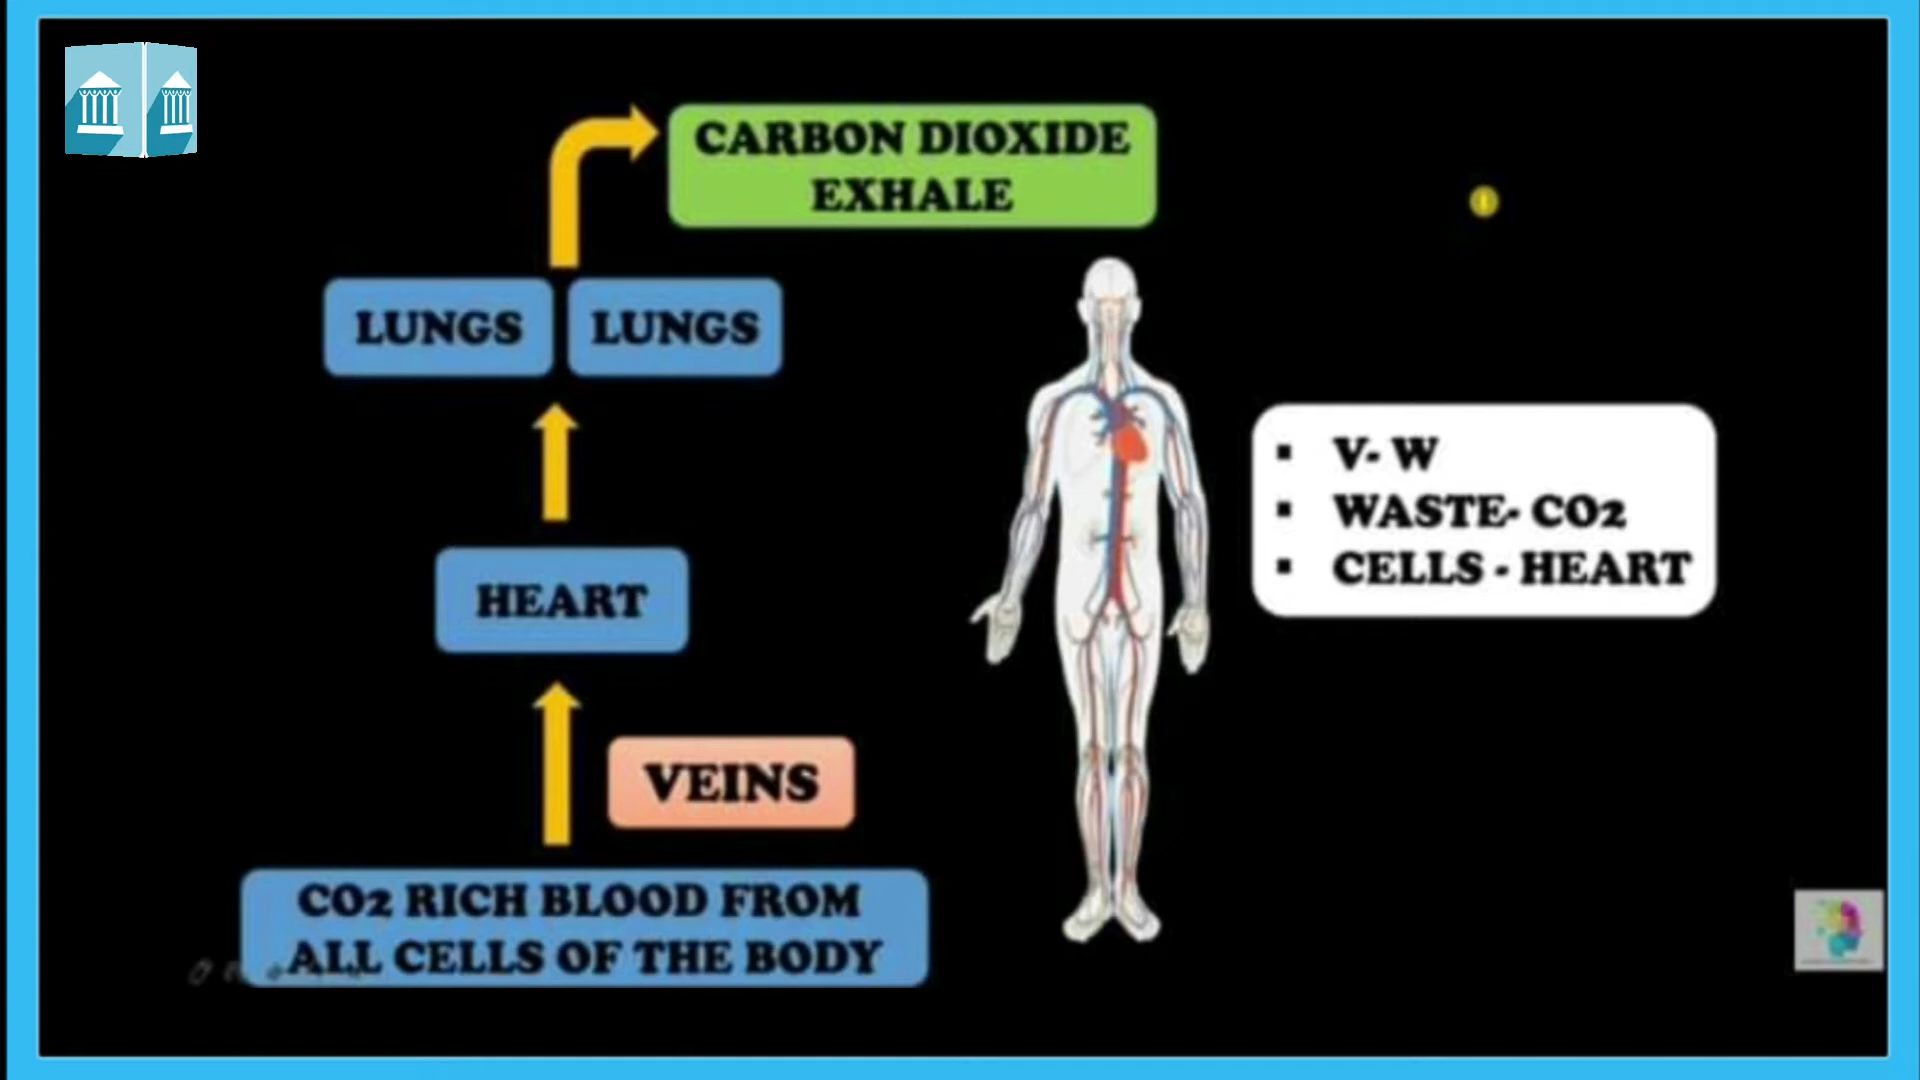 CARBON DIOXIDE
EXHALE
LUNGS LUNGS
HEART
VEINS
CO2 RICH BLOOD FROM
ALL CELLS OF THE BODY
▪ V- W
▪ WASTE- CO2
▪ CELLS - HEART